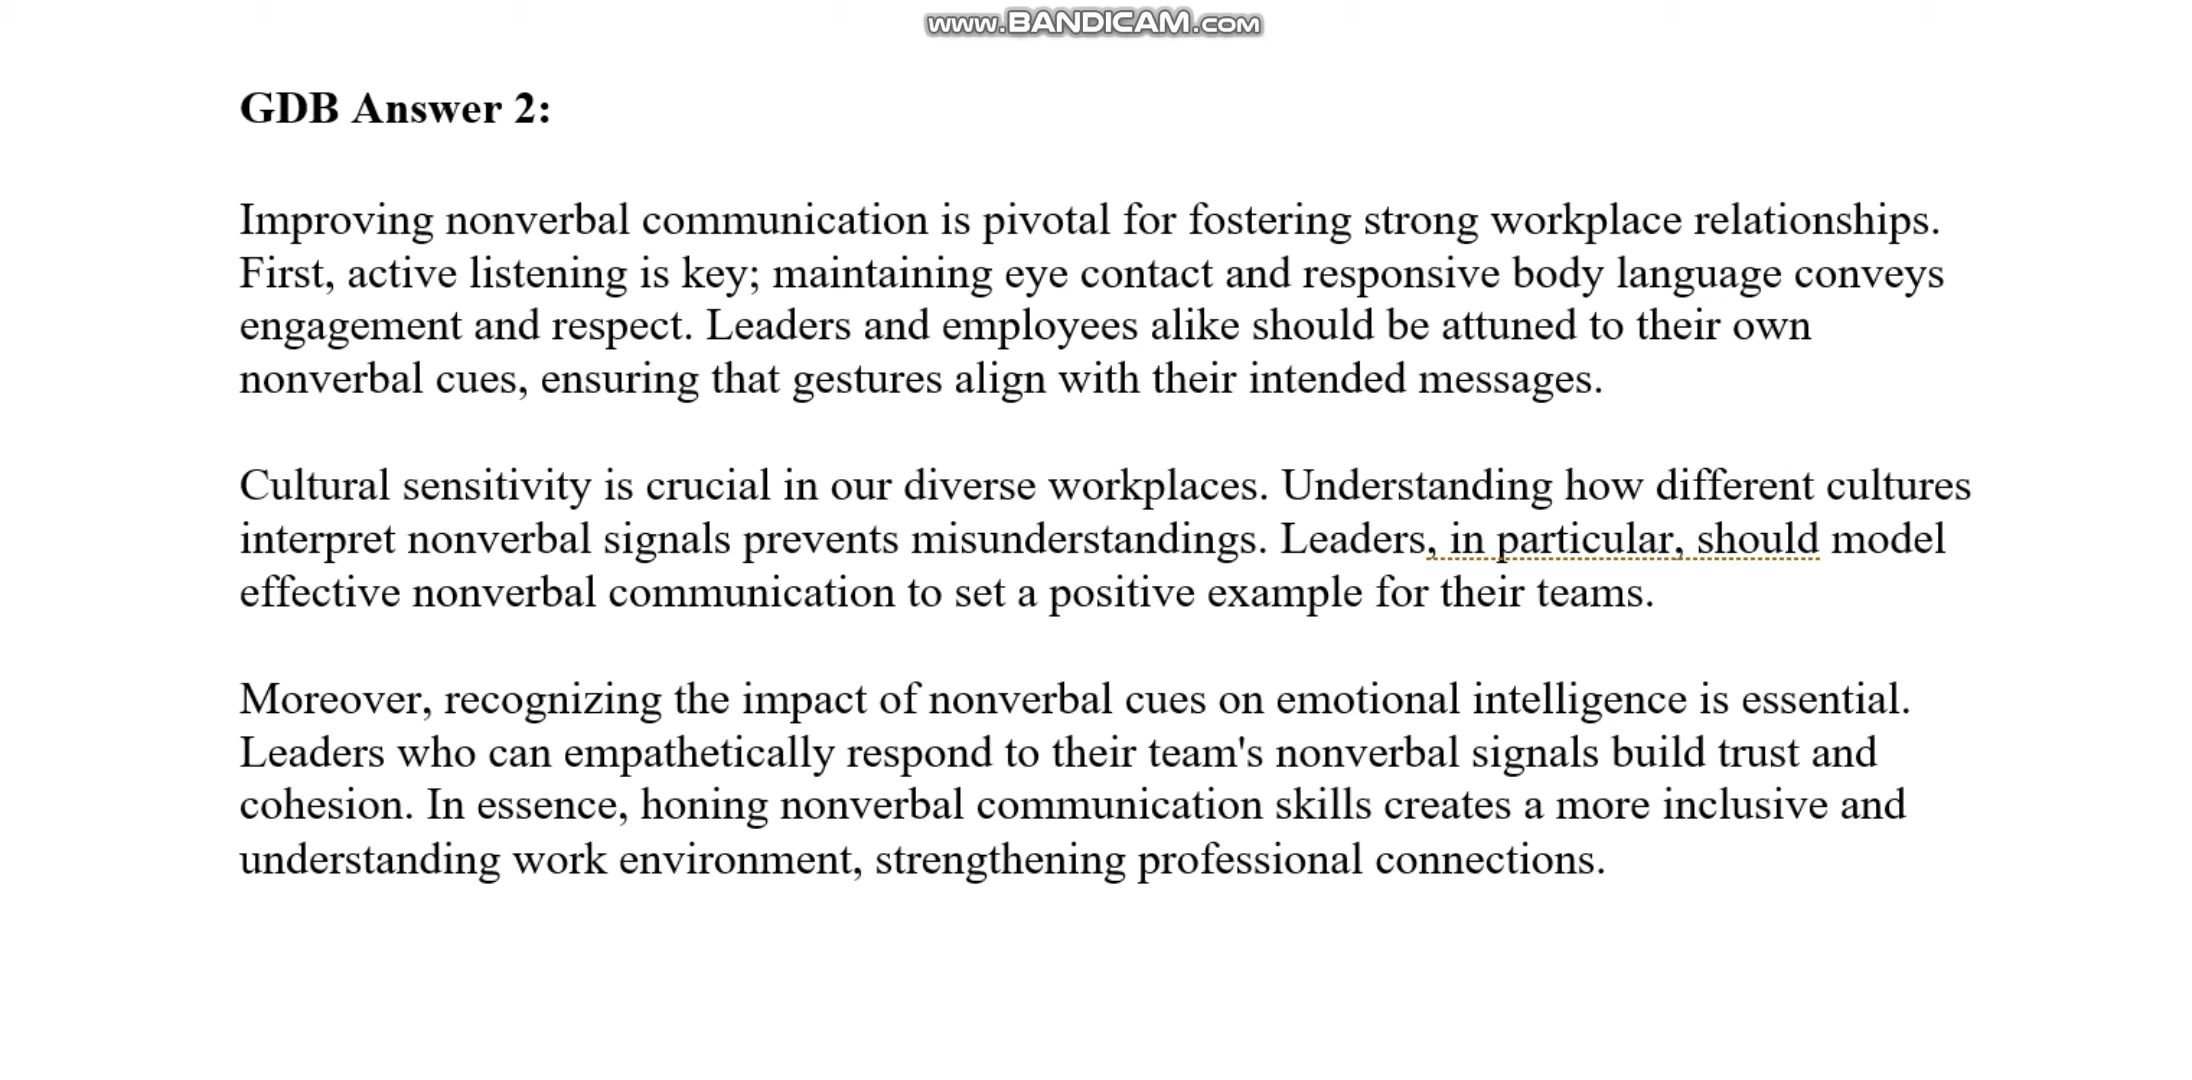 www.BANDICAM.COM
GDB Answer 2:
Improving nonverbal communication is pivotal for fostering strong workplace relationships.
First, active listening is key; maintaining eye contact and responsive body language conveys
engagement and respect. Leaders and employees alike should be attuned to their own
nonverbal cues, ensuring that gestures align with their intended messages.
Cultural sensitivity is crucial in our diverse workplaces. Understanding how different cultures
interpret nonverbal signals prevents misunderstandings. Leaders, in particular, should model
effective nonverbal communication to set a positive example for their teams.
Moreover, recognizing the impact of nonverbal cues on emotional intelligence is essential.
Leaders who can empathetically respond to their team's nonverbal signals build trust and
cohesion. In essence, honing nonverbal communication skills creates a more inclusive and
understanding work environment, strengthening professional connections.